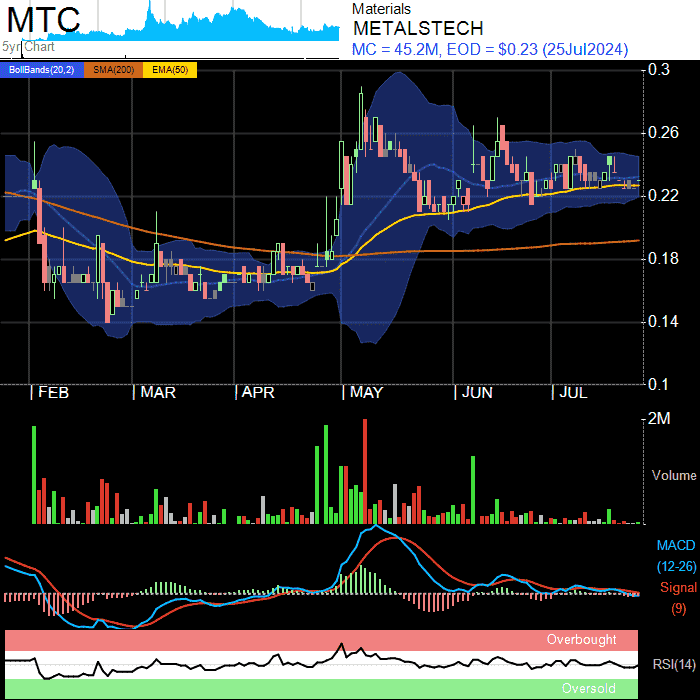 MTC
5yr Chart
Materials
METALSTECH
MC = 45.2M, EOD = $0.23 (25Jul2024)
BollBands(20,2) SMA(200) EMA(50)
0.3
0.26
0.22
0.18
0.14
0.1
| FEB | MAR | APR | MAY | JUN | JUL
2M
Volume
MACD
(12-26)
Signal
(9)
Overbought
RSI(14)
Oversold